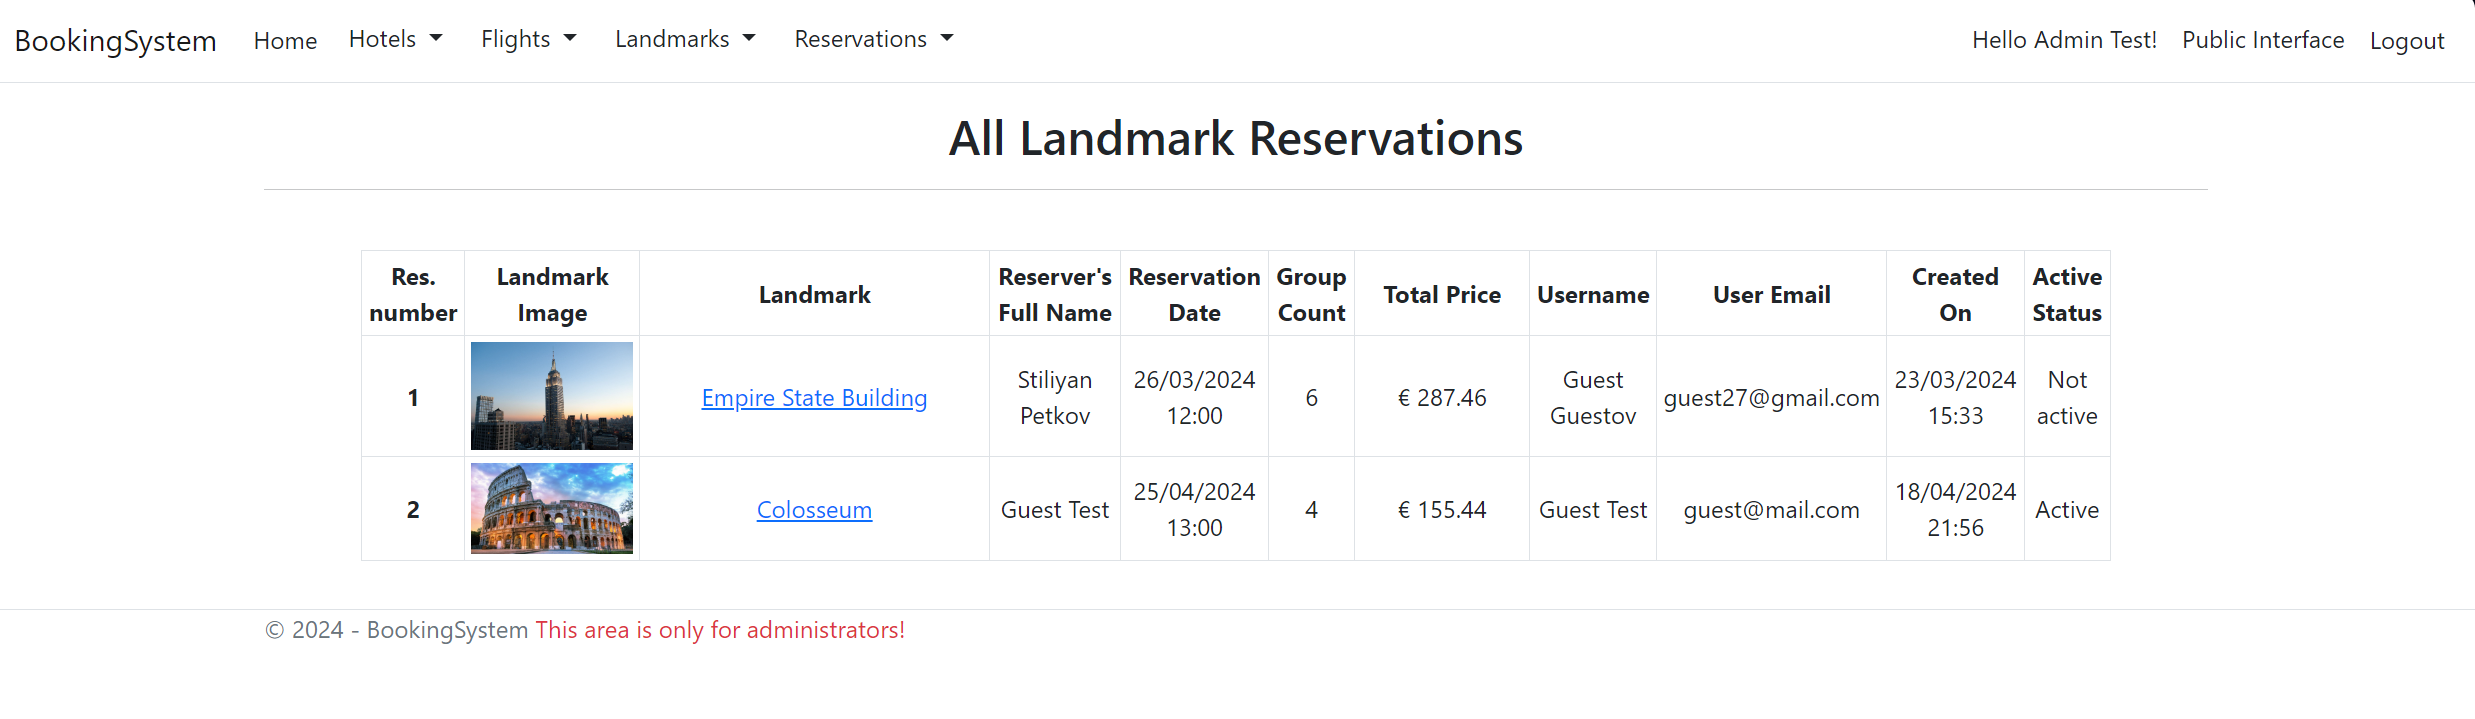 BookingSystem Home Hotels Flights Landmarks Reservations Hello Admin Test! Public Interface Logout
All Landmark Reservations
Res. number Landmark Image Landmark Reserver's Full Name Reservation Date Group Count Total Price Username User Email Created On Active Status
1 Empire State Building Stiliyan Petkov 26/03/2024 12:00 6 € 287.46 Guest Guestov guest27@gmail.com 23/03/2024 15:33 Not active
2 Colosseum Guest Test 25/04/2024 13:00 4 € 155.44 Guest Test guest@mail.com 18/04/2024 21:56 Active
© 2024 - BookingSystem This area is only for administrators!